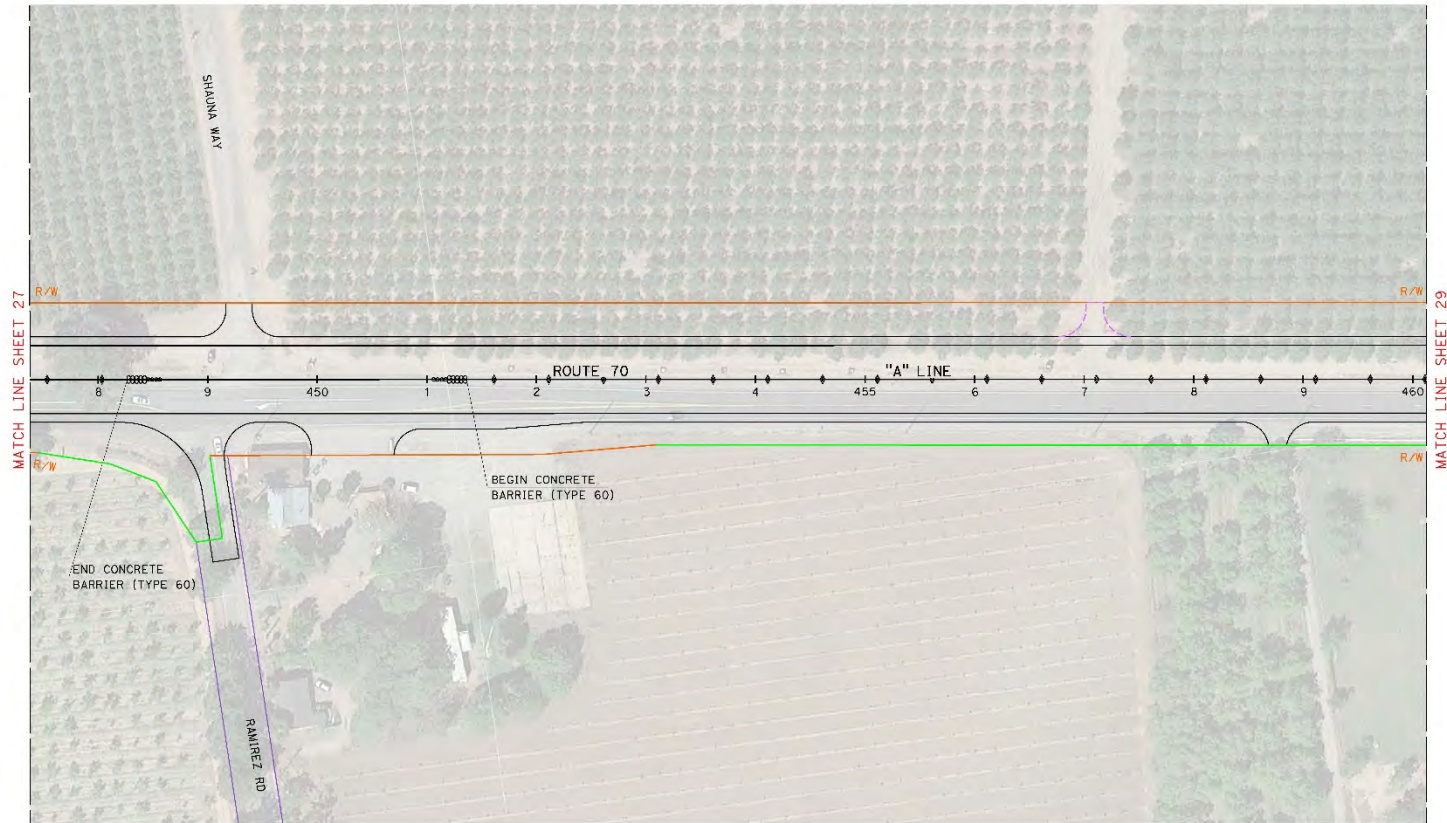 SHAUNA WAY
MATCH LINE SHEET 27
R/W
R/W
MATCH LINE SHEET 29
ROUTE 70
"A" LINE
8
9
450
1
2
3
4
455
6
7
8
9
460
R/W
R/W
BEGIN CONCRETE
BARRIER (TYPE 60)
END CONCRETE
BARRIER (TYPE 60)
RAMIREZ RD